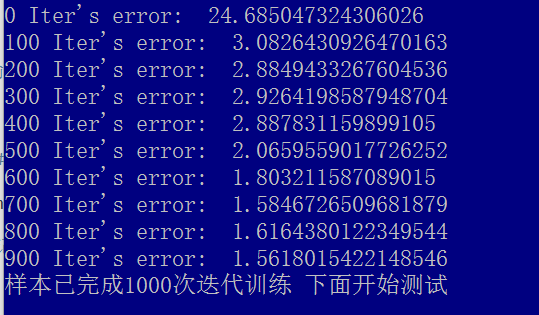 0 Iter's error:  24.685047324306026
100 Iter's error:  3.0826430926470163
200 Iter's error:  2.8849433267604536
300 Iter's error:  2.9264198587948704
400 Iter's error:  2.887831159899105
500 Iter's error:  2.0659559017726252
600 Iter's error:  1.803211587089015
700 Iter's error:  1.5846726509681879
800 Iter's error:  1.6164380122349544
900 Iter's error:  1.5618015422148546
样本已完成1000次迭代训练 下面开始测试